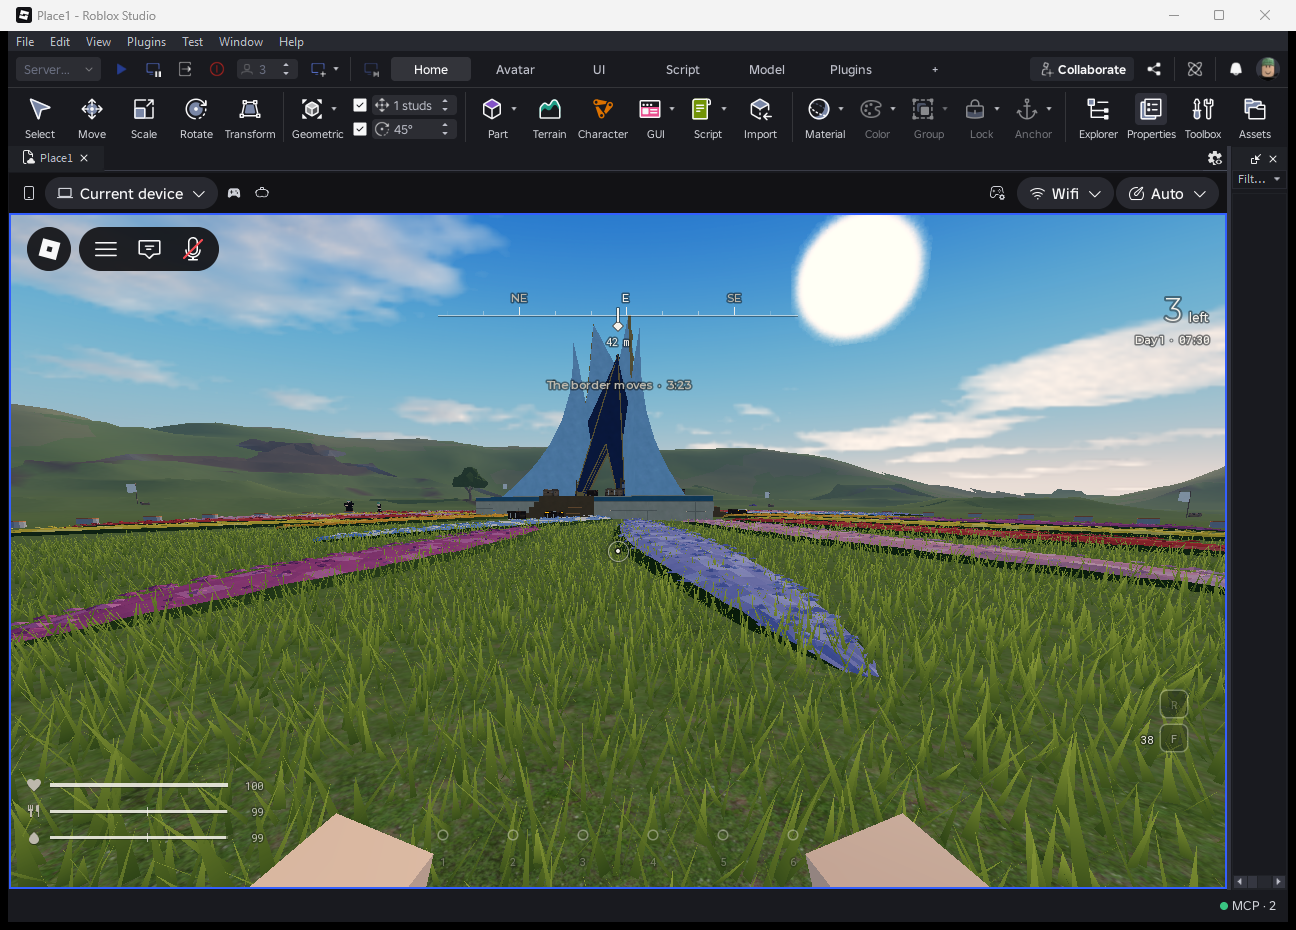 Place1 - Roblox Studio
File Edit View Plugins Test Window Help
Server... 3 Home Avatar UI Script Model Plugins + Collaborate
Select Move Scale Rotate Transform Geometric 1 studs 45° Part Terrain Character GUI Script Import Material Color Group Lock Anchor Explorer Properties Toolbox Assets
Place1
Filt...
Current device Wifi Auto
NE E SE
3 left
42 m
Day 1 · 07:30
The border moves · 3:23
R
38 F
100
99
99
1 2 3 4 5 6
MCP · 2